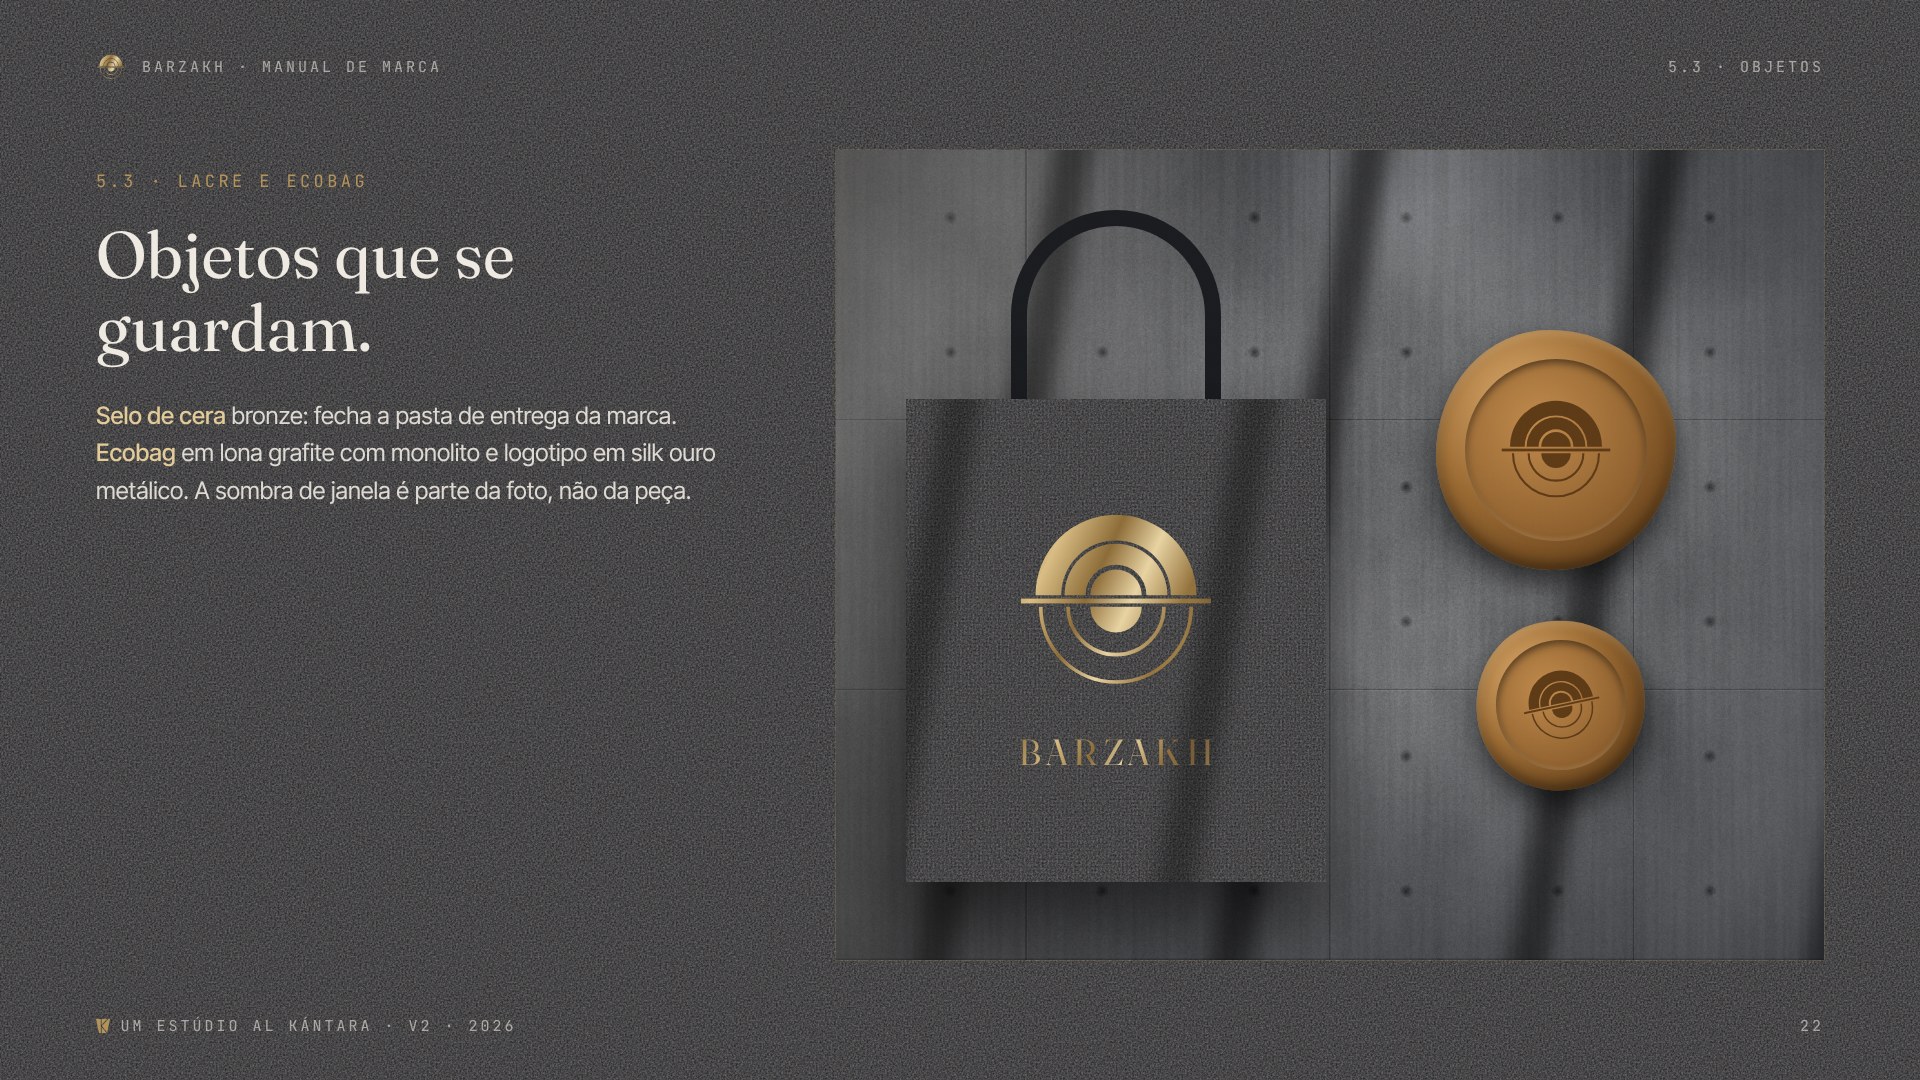 BARZAKH · MANUAL DE MARCA
5.3 · OBJETOS
5.3 · LACRE E ECOBAG
Objetos que se
guardam.
Selo de cera bronze: fecha a pasta de entrega da marca.
Ecobag em lona grafite com monolito e logotipo em silk ouro
metálico. A sombra de janela é parte da foto, não da peça.
BARZAKH
UM ESTÚDIO AL KÁNTARA · V2 · 2026
22